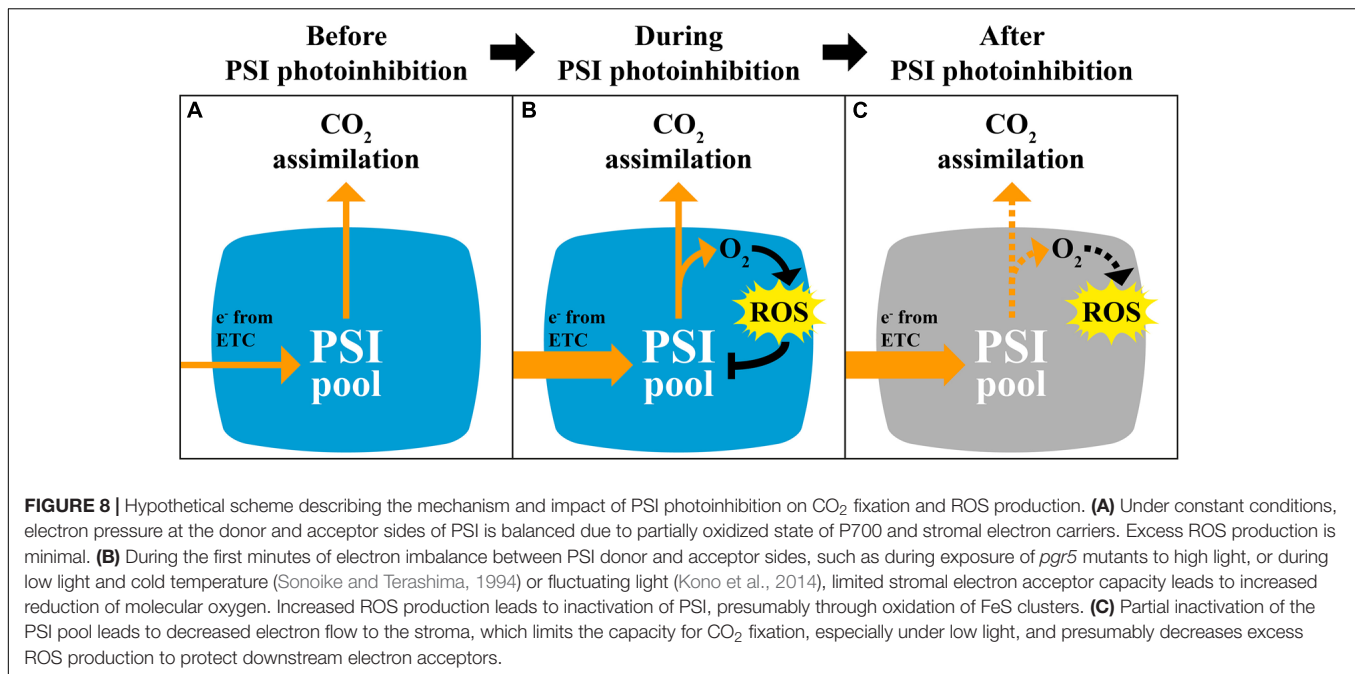 Before
PSI photoinhibition
During
PSI photoinhibition
After
PSI photoinhibition
A
CO2
assimilation
e- from
ETC
PSI
pool
B
CO2
assimilation
O2
ROS
e- from
ETC
PSI
pool
C
CO2
assimilation
O2
ROS
e- from
ETC
PSI
pool
FIGURE 8 | Hypothetical scheme describing the mechanism and impact of PSI photoinhibition on CO2 fixation and ROS production. (A) Under constant conditions,
electron pressure at the donor and acceptor sides of PSI is balanced due to partially oxidized state of P700 and stromal electron carriers. Excess ROS production is
minimal. (B) During the first minutes of electron imbalance between PSI donor and acceptor sides, such as during exposure of pgr5 mutants to high light, or during
low light and cold temperature (Sonoike and Terashima, 1994) or fluctuating light (Kono et al., 2014), limited stromal electron acceptor capacity leads to increased
reduction of molecular oxygen. Increased ROS production leads to inactivation of PSI, presumably through oxidation of FeS clusters. (C) Partial inactivation of the
PSI pool leads to decreased electron flow to the stroma, which limits the capacity for CO2 fixation, especially under low light, and presumably decreases excess
ROS production to protect downstream electron acceptors.